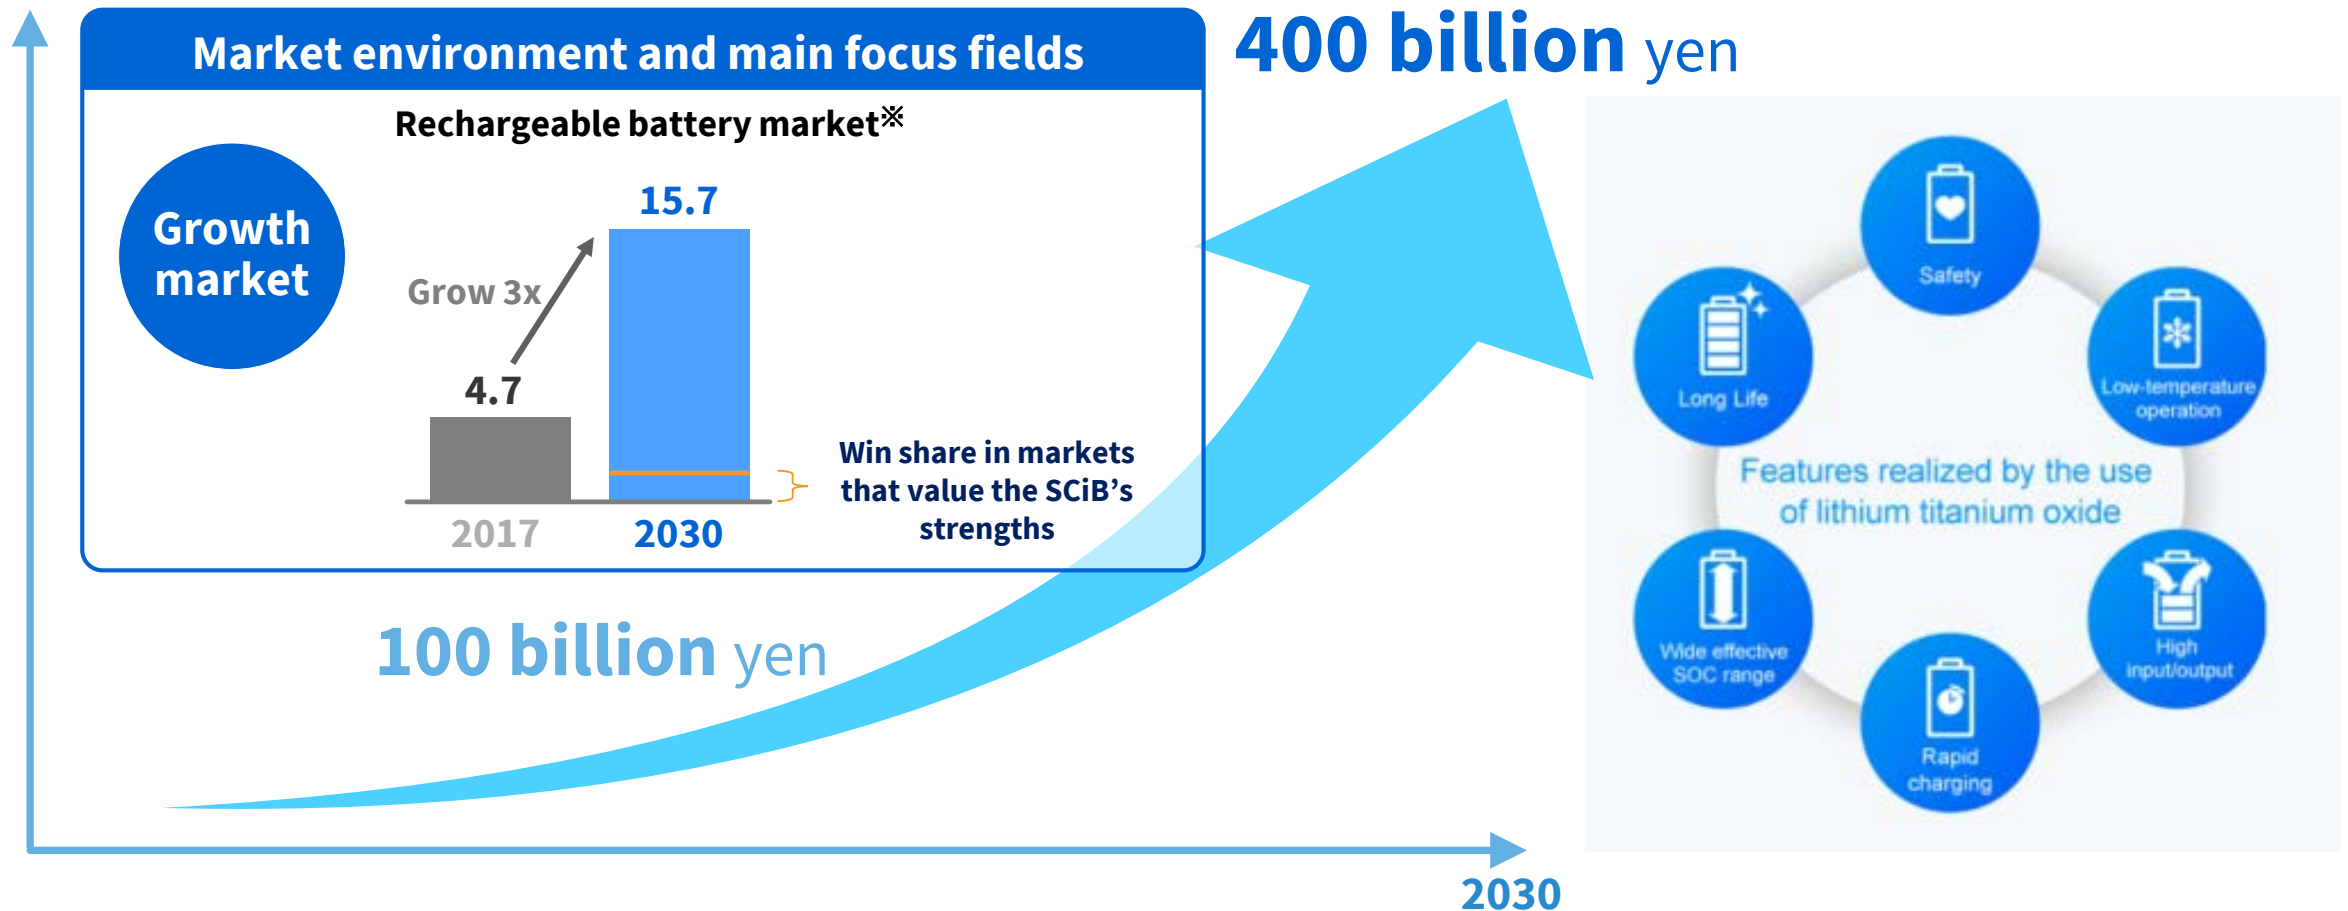 Market environment and main focus fields
400 billion yen
Rechargeable battery market※
Growth
market
15.7
Grow 3x
4.7
Win share in markets
that value the SCiB’s
strengths
2017
2030
100 billion yen
2030
Safety
Long Life
Low-temperature
operation
Features realized by the use
of lithium titanium oxide
Wide effective
SOC range
High
input/output
Rapid
charging